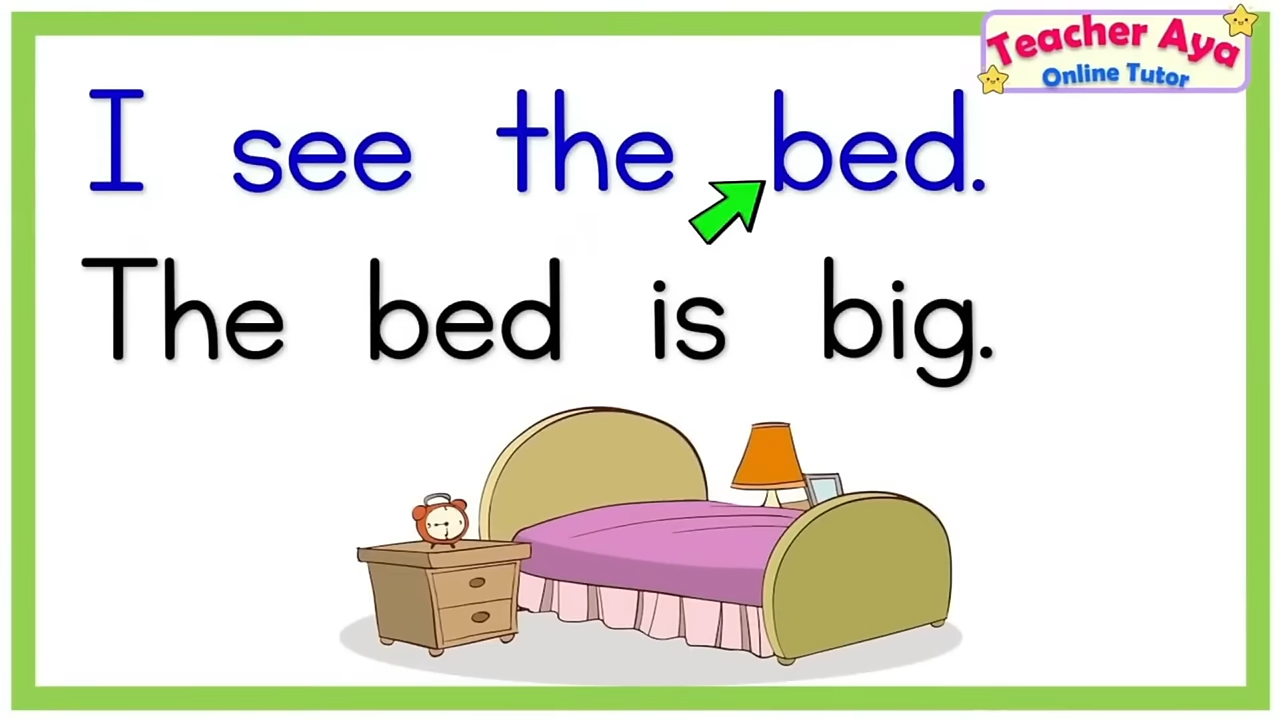 Teacher Aya
Online Tutor
I see the bed.
The bed is big.